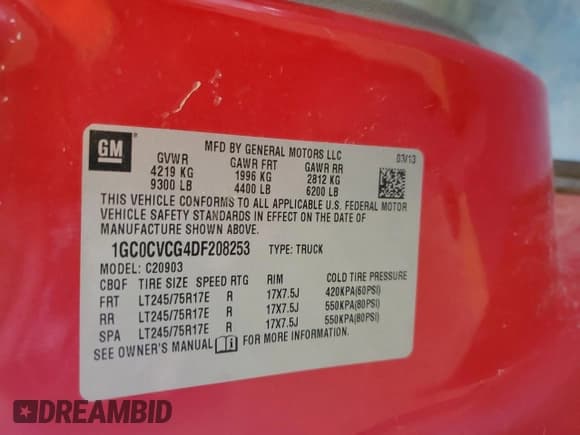 GM
MFD BY GENERAL MOTORS LLC 03/13
GVWR GAWR FRT GAWR RR
4219 KG 1996 KG 2812 KG
9300 LB 4400 LB 6200 LB
THIS VEHICLE CONFORMS TO ALL APPLICABLE U.S. FEDERAL MOTOR
VEHICLE SAFETY STANDARDS IN EFFECT ON THE DATE OF
MANUFACTURE SHOWN ABOVE.
1GC0CVCG4DF208253 TYPE: TRUCK
MODEL: C20903
CBQF TIRE SIZE SPEED RTG RIM COLD TIRE PRESSURE
FRT LT245/75R17E R 17X7.5J 420KPA(60PSI)
RR LT245/75R17E R 17X7.5J 550KPA(80PSI)
SPA LT245/75R17E R 17X7.5J 550KPA(80PSI)
SEE OWNER'S MANUAL FOR MORE INFORMATION.
DREAMBID